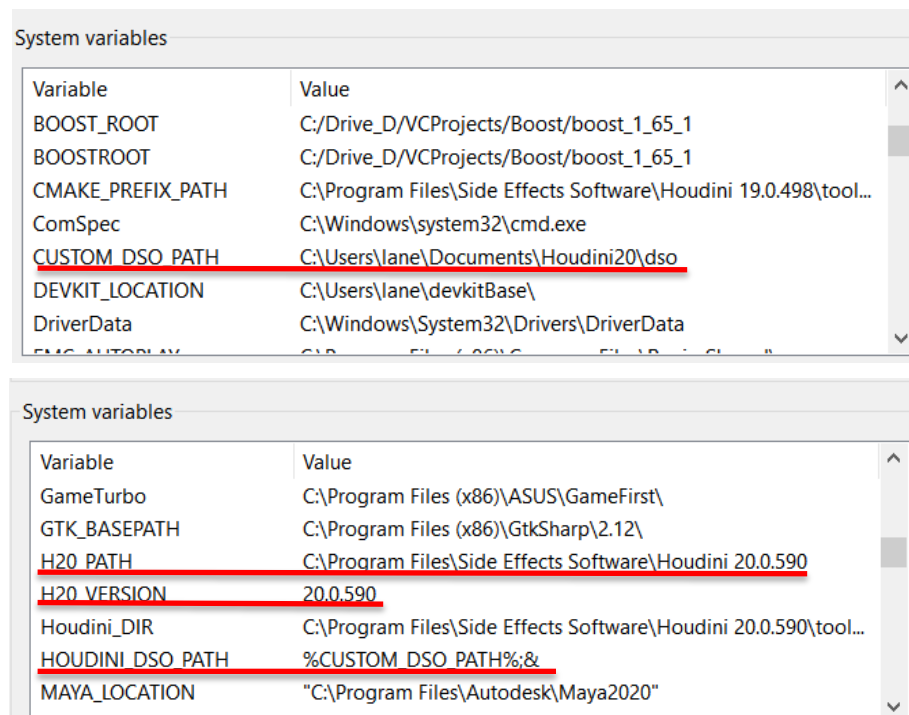 System variables
Variable Value
BOOST_ROOT C:/Drive_D/VCProjects/Boost/boost_1_65_1
BOOSTROOT C:/Drive_D/VCProjects/Boost/boost_1_65_1
CMAKE_PREFIX_PATH C:\Program Files\Side Effects Software\Houdini 19.0.498\tool...
ComSpec C:\Windows\system32\cmd.exe
CUSTOM_DSO_PATH C:\Users\lane\Documents\Houdini20\dso
DEVKIT_LOCATION C:\Users\lane\devkitBase\
DriverData C:\Windows\System32\Drivers\DriverData
System variables
Variable Value
GameTurbo C:\Program Files (x86)\ASUS\GameFirst\
GTK_BASEPATH C:\Program Files (x86)\GtkSharp\2.12\
H20_PATH C:\Program Files\Side Effects Software\Houdini 20.0.590
H20_VERSION 20.0.590
Houdini_DIR C:\Program Files\Side Effects Software\Houdini 20.0.590\tool...
HOUDINI_DSO_PATH %CUSTOM_DSO_PATH%;&
MAYA_LOCATION "C:\Program Files\Autodesk\Maya2020"